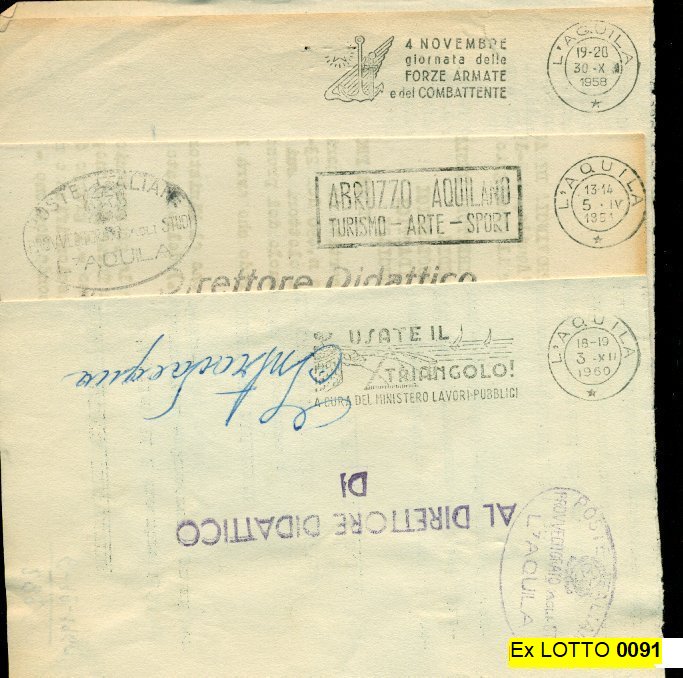 4 NOVEMBRE
giornata delle
FORZE ARMATE
e del COMBATTENTE
L'AQUILA
19-20
30 • X
1958
POSTE ITALIANE
PROVVEDITORATO AGLI STUDI
L'AQUILA
ABRUZZO AQUILANO
TURISMO - ARTE - SPORT
L'AQUILA
13-14
5 • IV
1951
Direttore Didattico
USATE IL
TRIANGOLO!
A CURA DEL MINISTERO LAVORI PUBBLICI
L'AQUILA
18-19
3 • XII
1960
Introdacqua
DI
AL DIRETTORE DIDATTICO
POSTE ITALIANE
PROVVEDITORATO AGLI
L'AQUILA
Ex LOTTO 0091